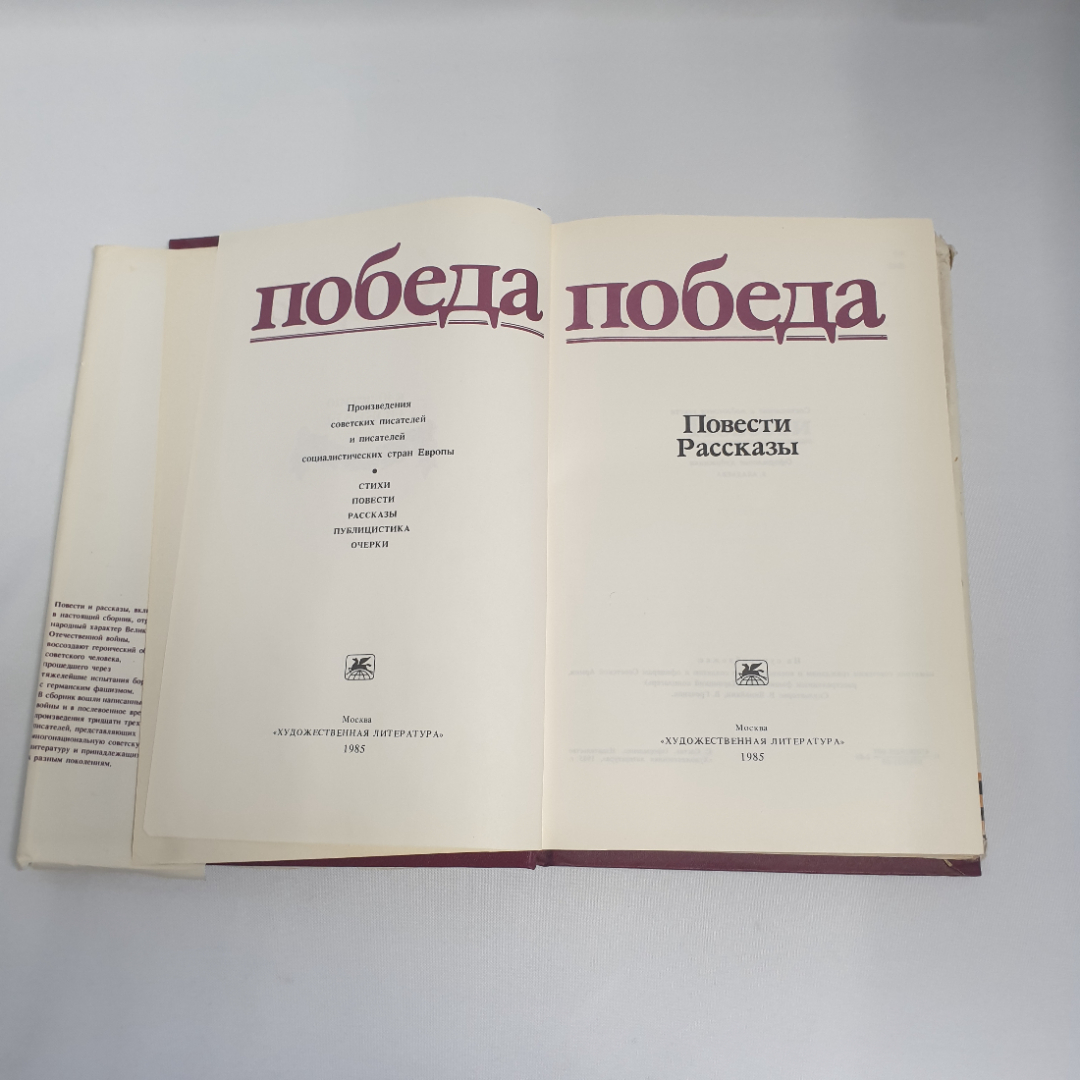 победа
Произведения
советских писателей
и писателей
социалистических стран Европы
•
СТИХИ
ПОВЕСТИ
РАССКАЗЫ
ПУБЛИЦИСТИКА
ОЧЕРКИ
Москва
«ХУДОЖЕСТВЕННАЯ ЛИТЕРАТУРА»
1985
победа
Повести
Рассказы
Москва
«ХУДОЖЕСТВЕННАЯ ЛИТЕРАТУРА»
1985
Повести и рассказы,
в настоящий сборник,
народный характер
Отечественной войны,
воссоздают героический
советского человека,
прошедшего через
тяжелейшие испытания
с германским фашизмом.
В сборник вошли
войны и в послевоенное
произведения тридцати трех
писателей, представляющих
многонациональную
литературу и
разным поколениям.